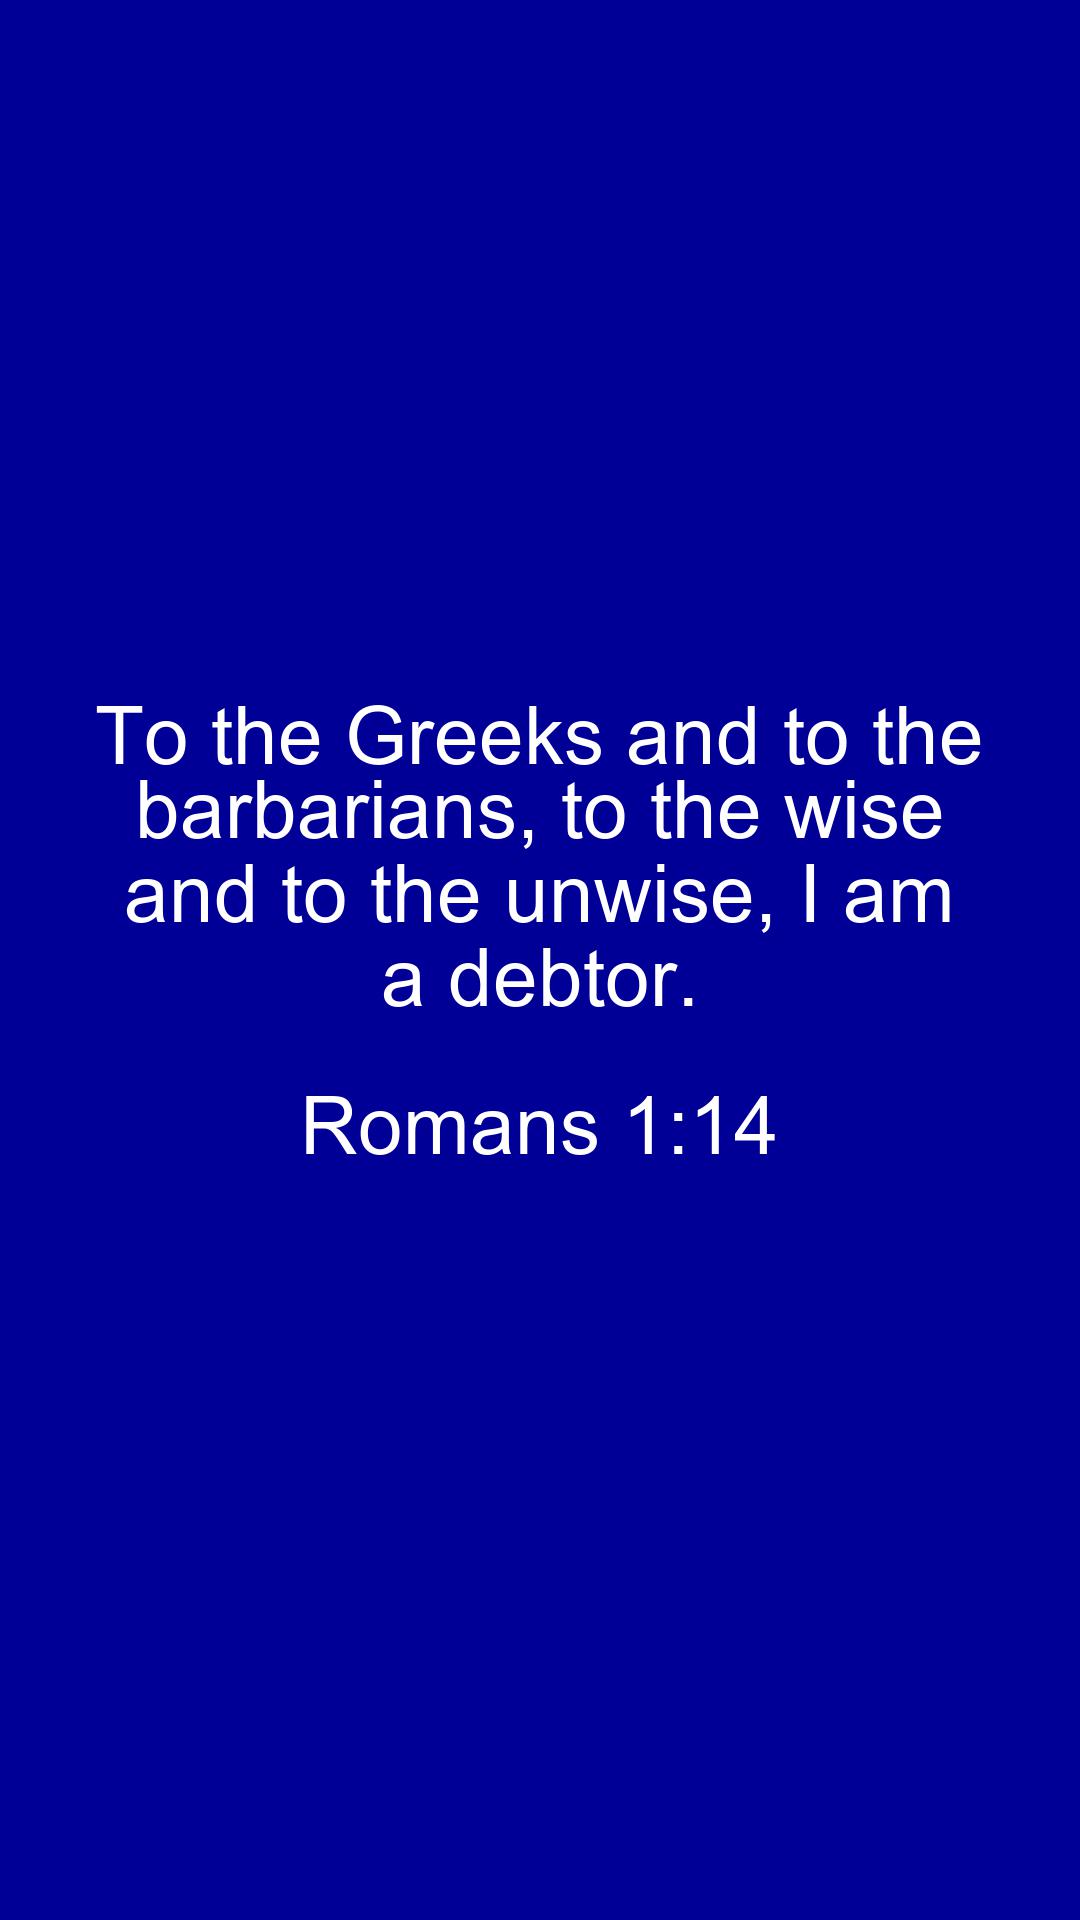 To the Greeks and to the
barbarians, to the wise
and to the unwise, I am
a debtor.
Romans 1:14